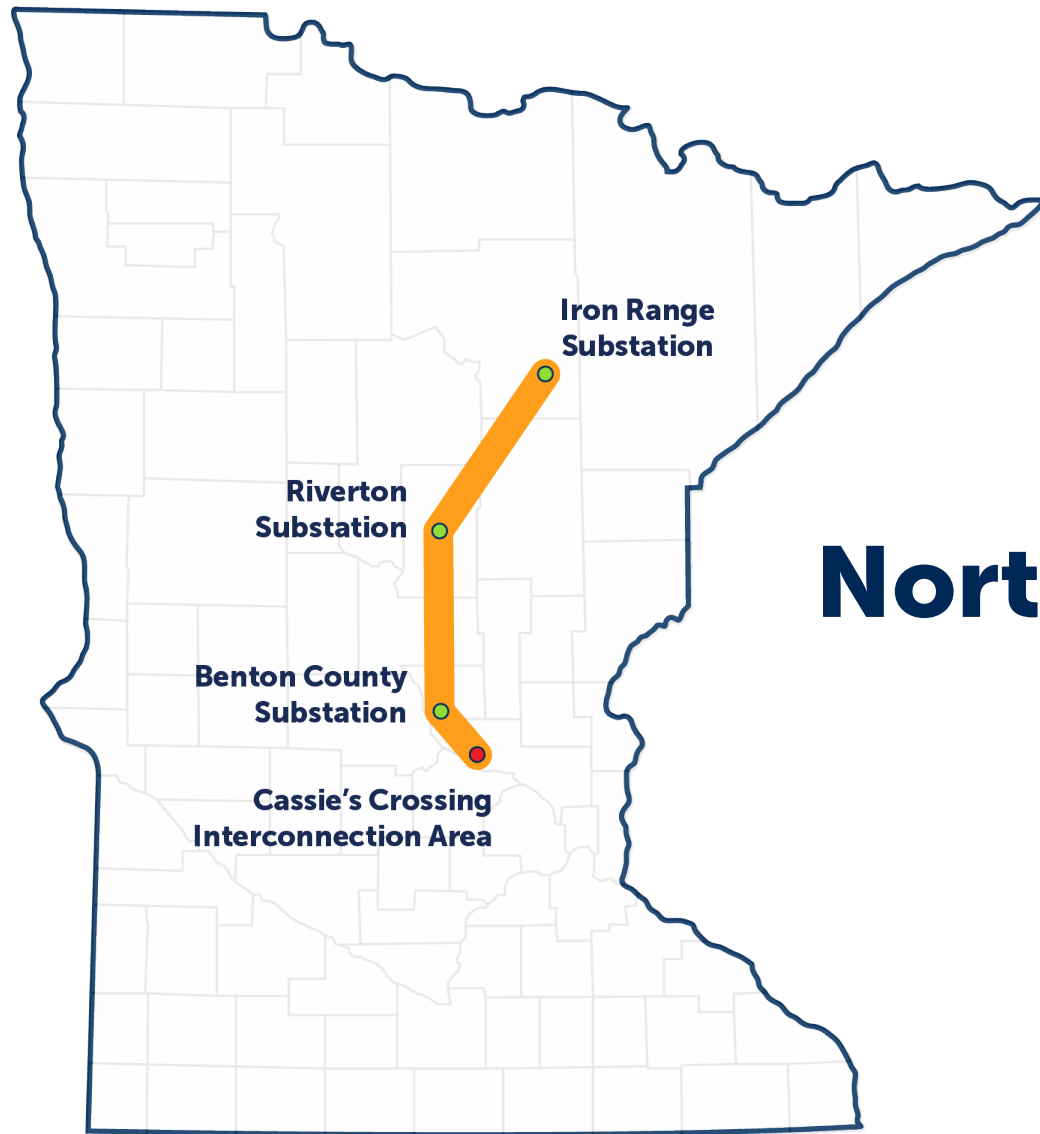 Iron Range
Substation
Riverton
Substation
Nort
Benton County
Substation
Cassie's Crossing
Interconnection Area